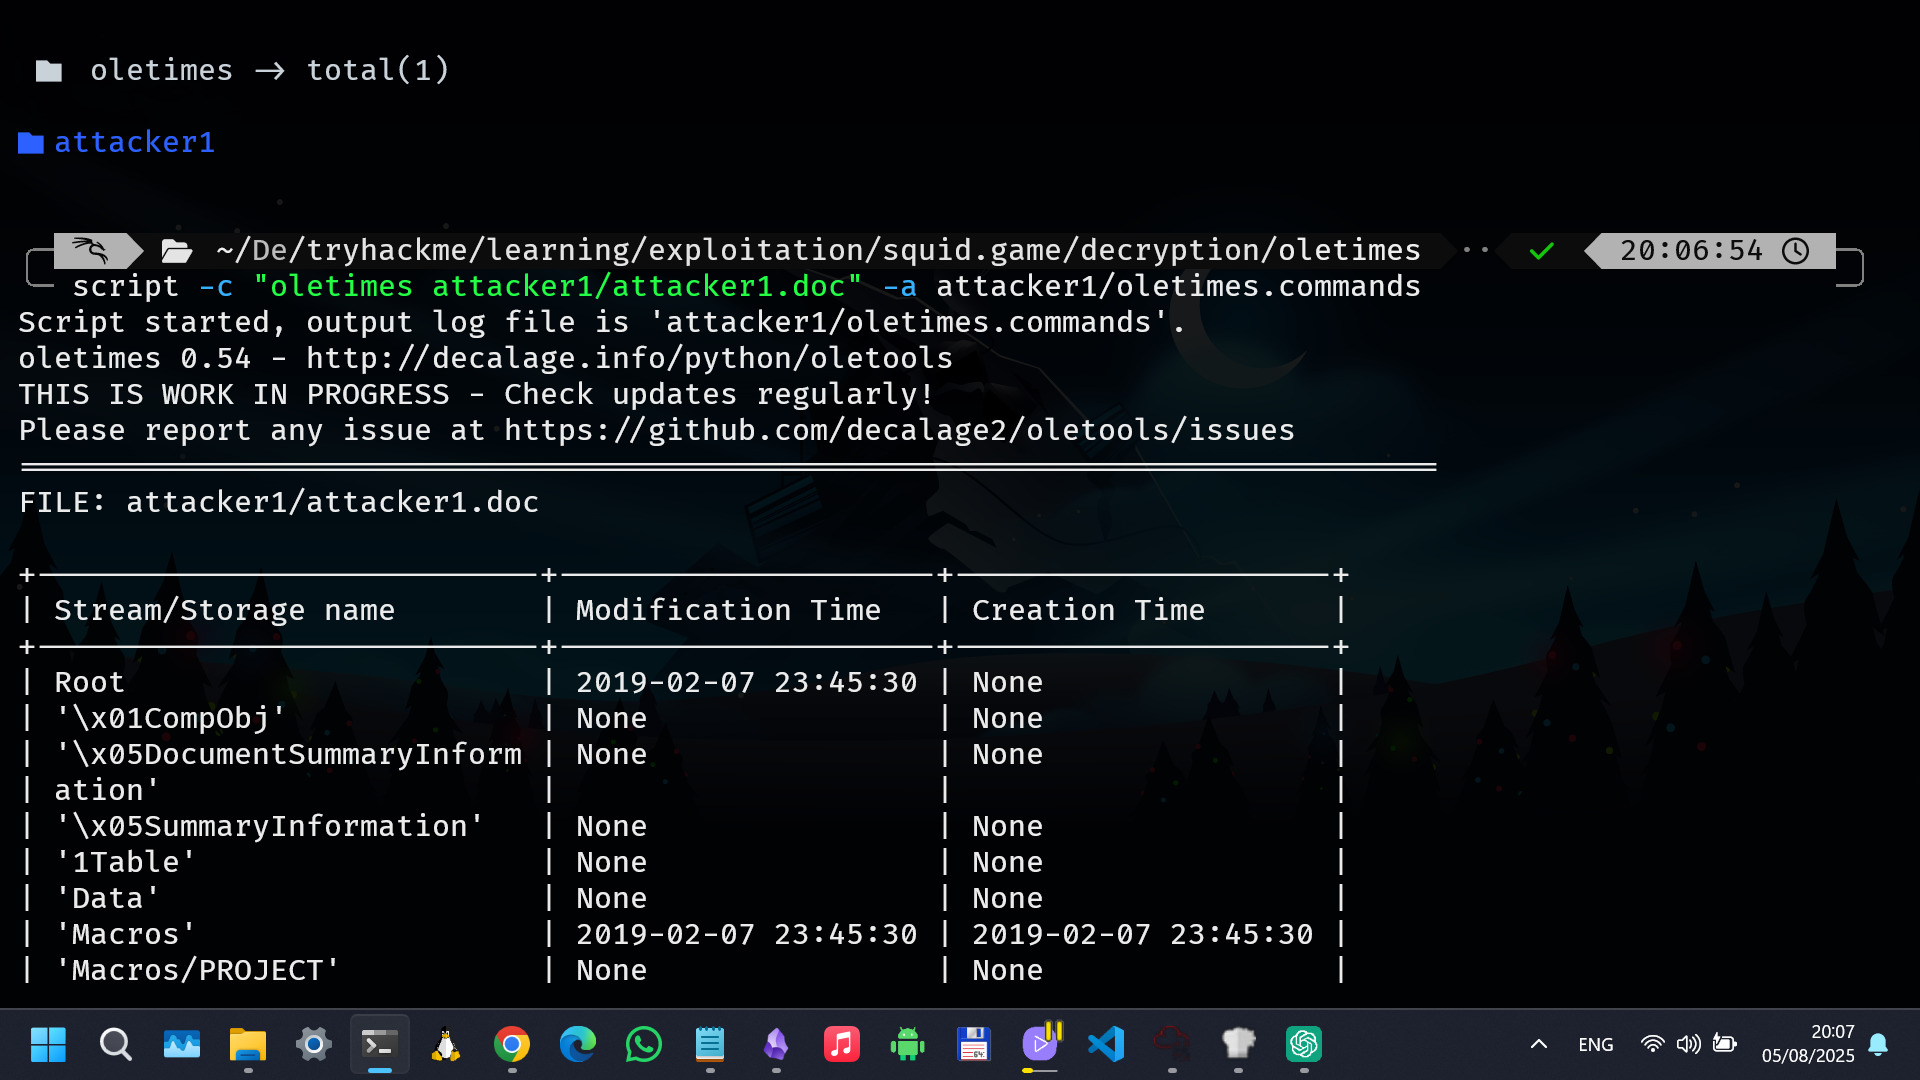 oletimes → total(1)
attacker1
~/De/tryhackme/learning/exploitation/squid.game/decryption/oletimes ·· ✓ 20:06:54
script -c "oletimes attacker1/attacker1.doc" -a attacker1/oletimes.commands
Script started, output log file is 'attacker1/oletimes.commands'.
oletimes 0.54 - http://decalage.info/python/oletools
THIS IS WORK IN PROGRESS - Check updates regularly!
Please report any issue at https://github.com/decalage2/oletools/issues
===============================================================================
FILE: attacker1/attacker1.doc
+----------------------------+---------------------+---------------------+
| Stream/Storage name        | Modification Time   | Creation Time       |
+----------------------------+---------------------+---------------------+
| Root                       | 2019-02-07 23:45:30 | None                |
| '\x01CompObj'              | None                | None                |
| '\x05DocumentSummaryInform | None                | None                |
| ation'                     |                     |                     |
| '\x05SummaryInformation'   | None                | None                |
| '1Table'                   | None                | None                |
| 'Data'                     | None                | None                |
| 'Macros'                   | 2019-02-07 23:45:30 | 2019-02-07 23:45:30 |
| 'Macros/PROJECT'           | None                | None                |
64
ENG
20:07
05/08/2025